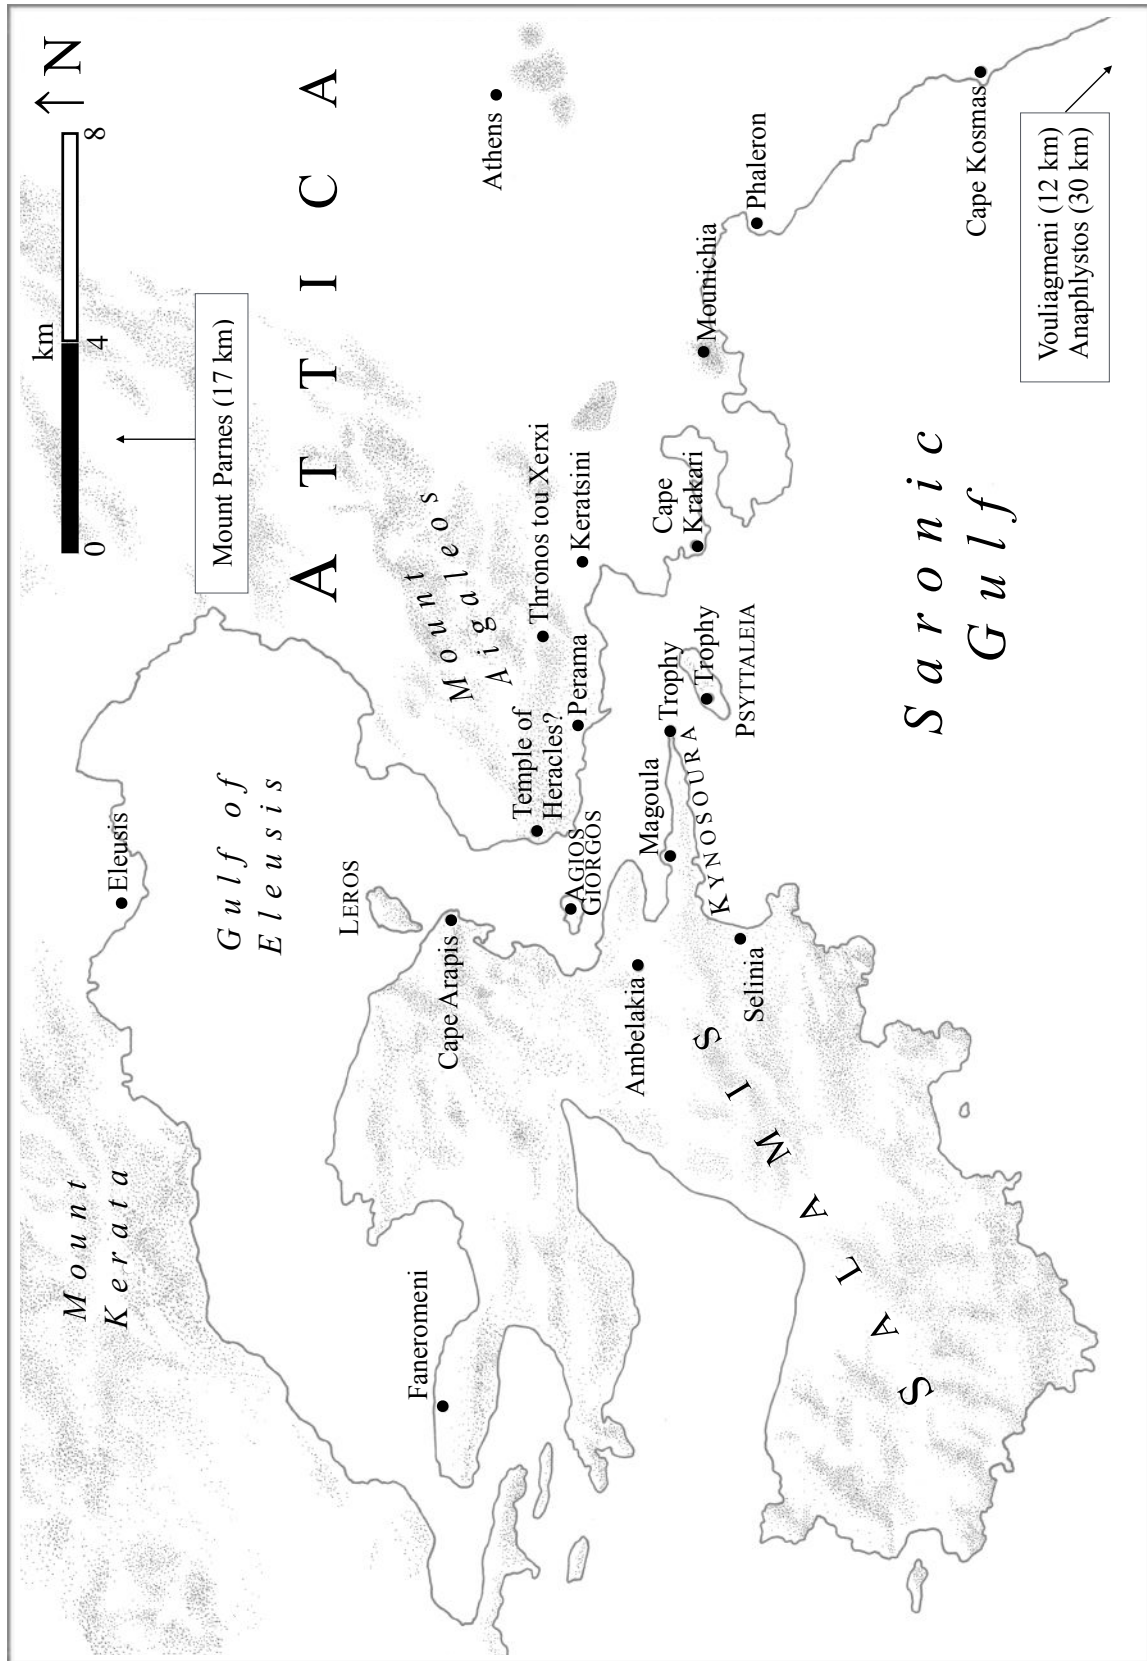 Mount
Kerata
Eleusis
Gulf of
Eleusis
LEROS
Faneromeni
Cape Arapis
Mount Parnes (17 km)
km
0
4
8
N
ATTICA
Mount
Aigaleos
Athens
Temple of
Heracles?
Thronos tou Xerxi
Perama
Keratsini
AGIOS
GIORGOS
Ambelakia
Magoula
Trophy
KYNOSOURA
Trophy
PSYTTALEIA
Cape
Krakari
Mounichia
Phaleron
Selinia
SALAMIS
Saronic
Gulf
Cape Kosmas
Vouliagmeni (12 km)
Anaphlystos (30 km)